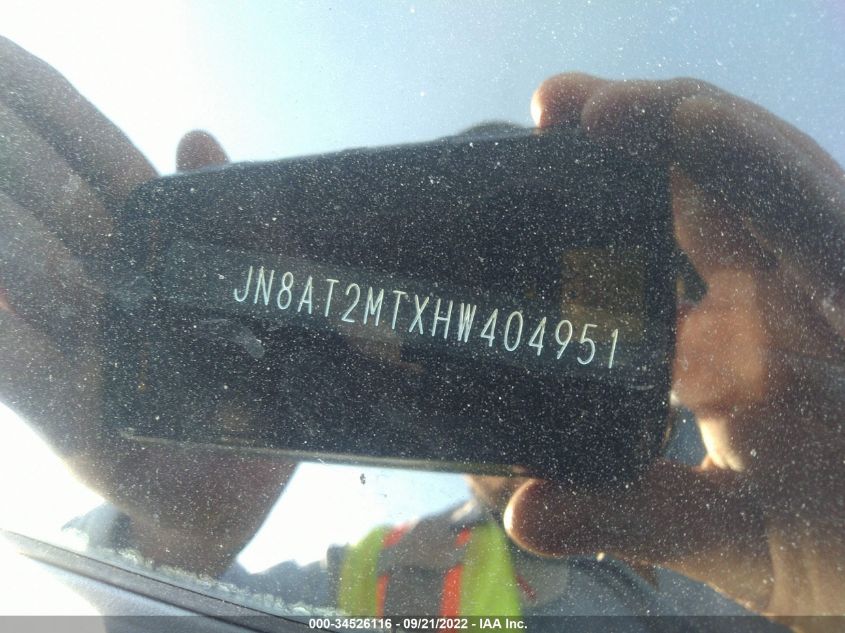 JN8AT2MTXHW404951
000-34526116 - 09/21/2022 - IAA Inc.